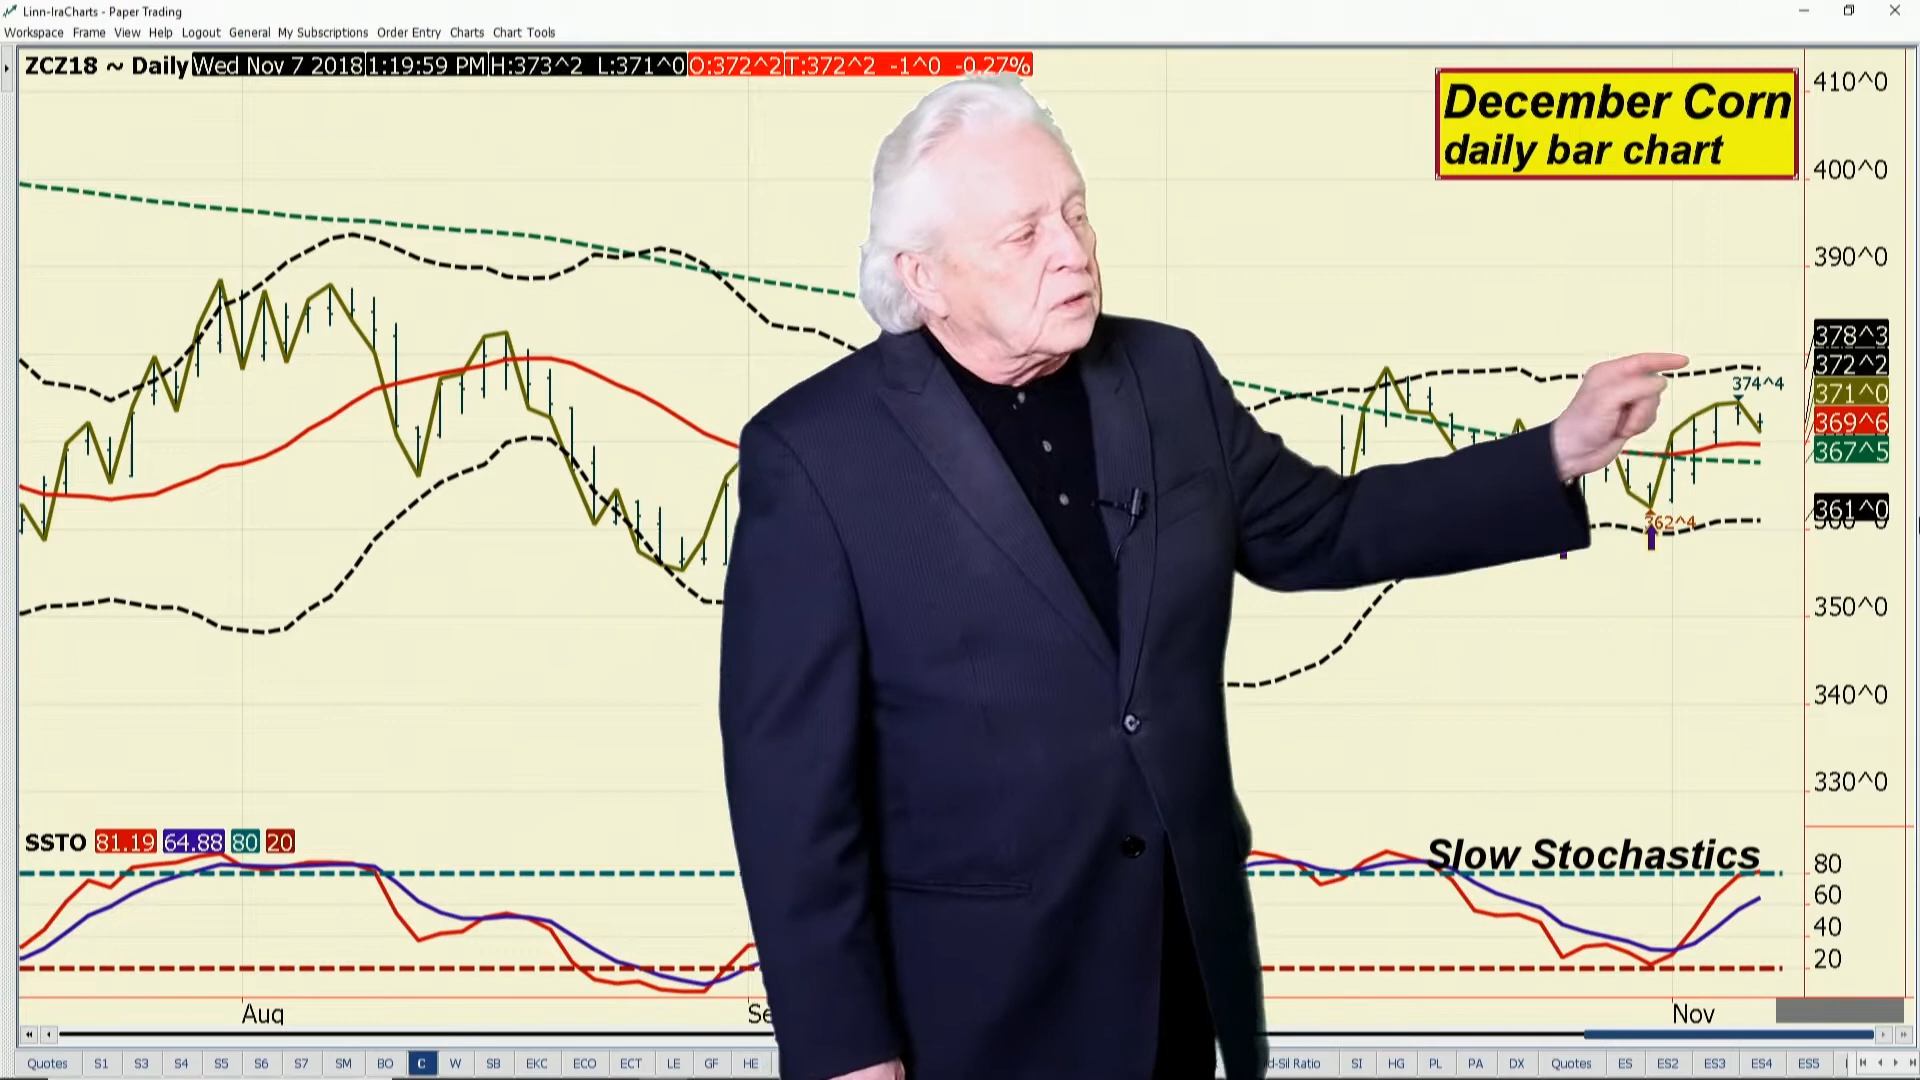 Linn-IraCharts - Paper Trading
Workspace Frame View Help Logout General My Subscriptions Order Entry Charts Chart Tools
ZCZ18 ~ Daily Wed Nov 7 2018 1:19:59 PM H:373^2 L:371^0 O:372^2 T:372^2 -1^0 -0.27%
December Corn
daily bar chart
410^0
400^0
390^0
378^3
372^2
374^4
371^0
369^6
367^5
361^0
362^4
350^0
340^0
330^0
SSTO 81.19 64.88 80 20
Slow Stochastics
80
60
40
20
Aug
Nov
Quotes S1 S3 S4 S5 S6 S7 SM BO C W SB EKC ECO ECT LE GF HE d-Sil Ratio SI HG PL PA DX Quotes ES ES2 ES3 ES4 ES5